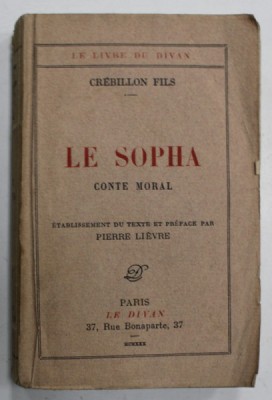 LE LIVRE DU DIVAN
CRÉBILLON FILS
LE SOPHA
CONTE MORAL
ÉTABLISSEMENT DU TEXTE ET PRÉFACE PAR
PIERRE LIÈVRE
PARIS
LE DIVAN
37, Rue Bonaparte, 37
MCMXXX